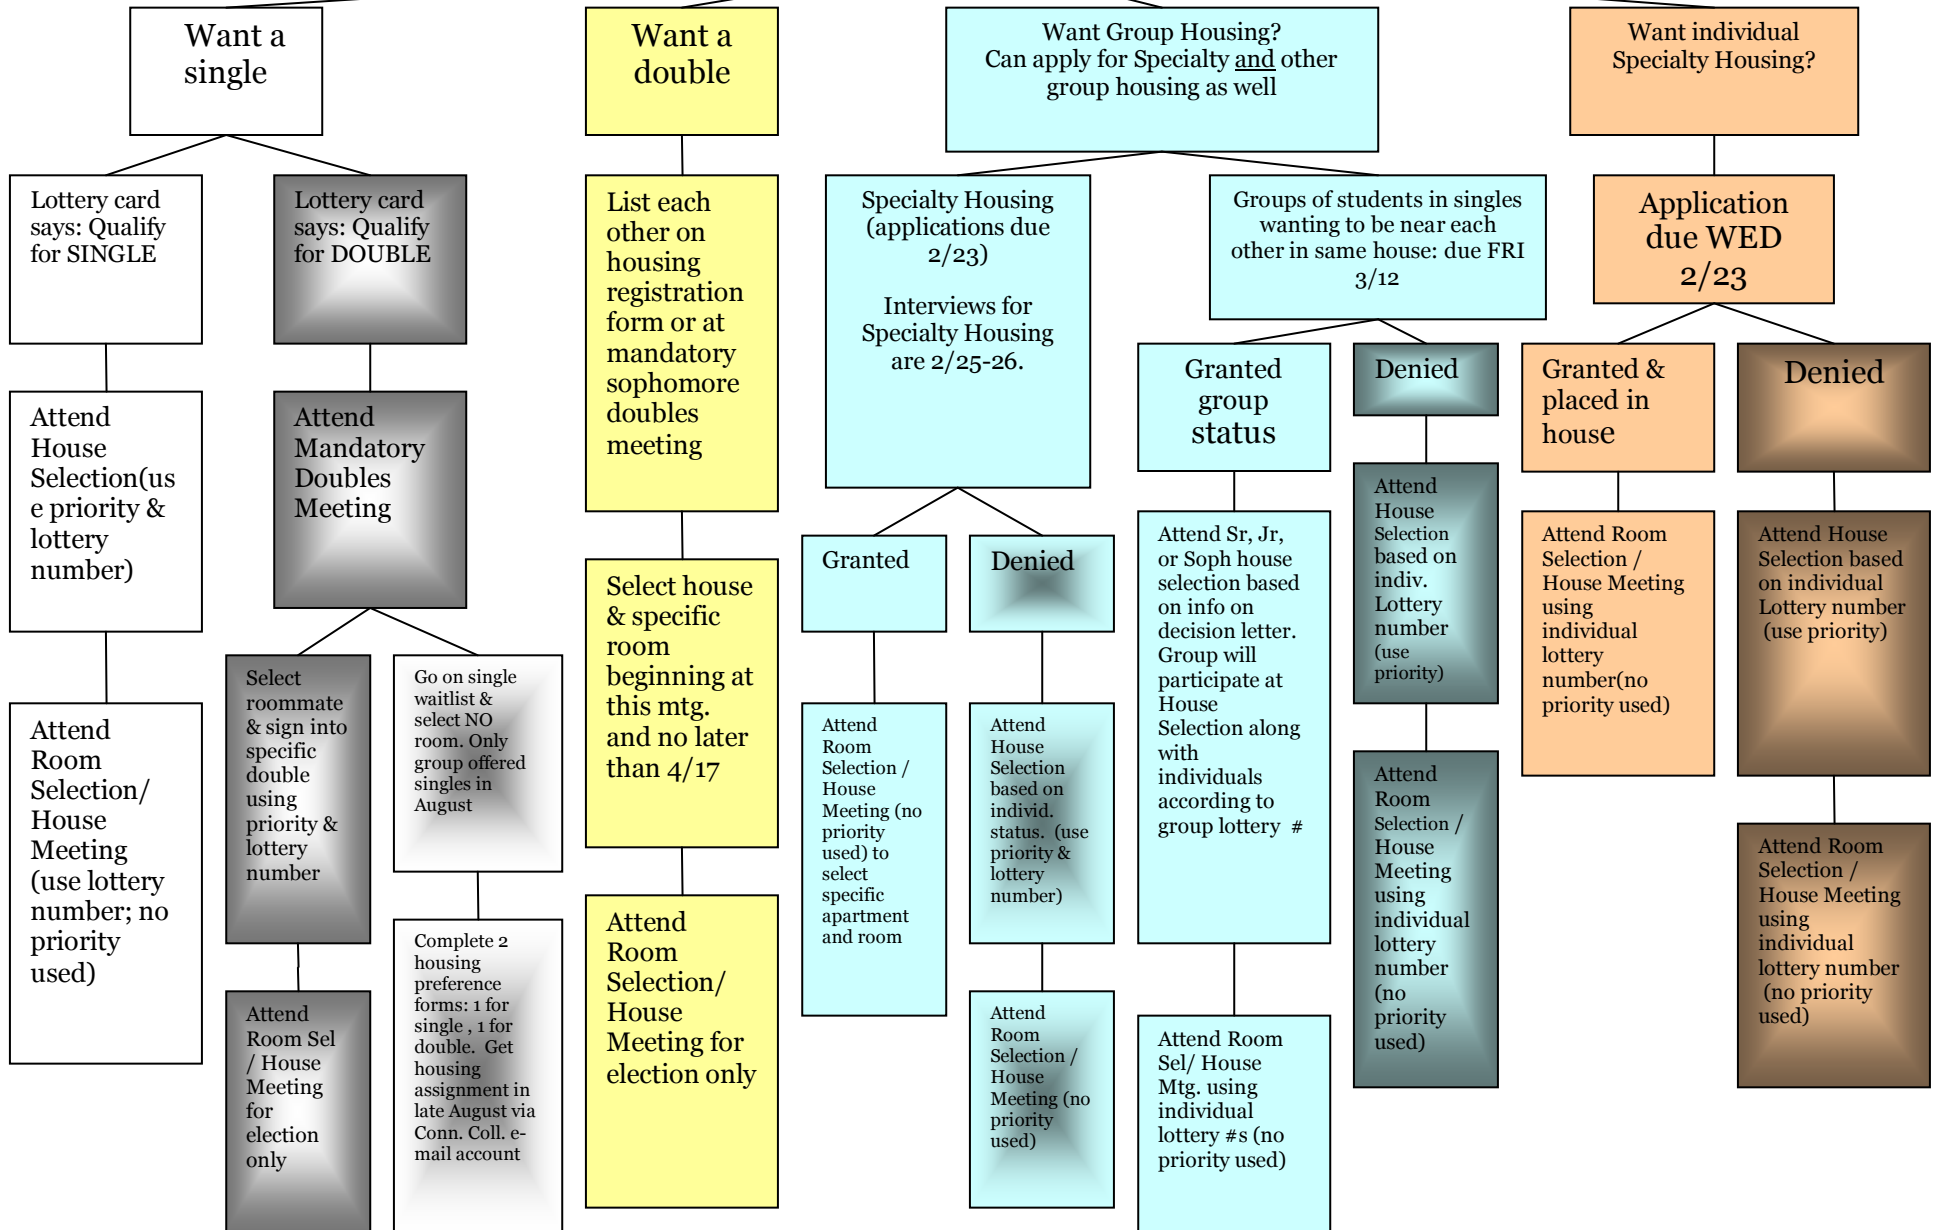 Want a
single
Want a
double
Want Group Housing?
Can apply for Specialty and other
group housing as well
Want individual
Specialty Housing?
Lottery card
says: Qualify
for SINGLE
Lottery card
says: Qualify
for DOUBLE
List each
other on
housing
registration
form or at
mandatory
sophomore
doubles
meeting
Specialty Housing
(applications due
2/23)
Interviews for
Specialty Housing
are 2/25-26.
Groups of students in singles
wanting to be near each
other in same house: due FRI
3/12
Application
due WED
2/23
Attend
House
Selection(us
e priority &
lottery
number)
Attend
Mandatory
Doubles
Meeting
Granted
group
status
Denied
Granted &
placed in
house
Denied
Select house
& specific
room
beginning at
this mtg.
and no later
than 4/17
Granted
Denied
Attend Sr, Jr,
or Soph house
selection based
on info on
decision letter.
Group will
participate at
House
Selection along
with
individuals
according to
group lottery #
Attend
House
Selection
based on
indiv.
Lottery
number
(use
priority)
Attend Room
Selection /
House Meeting
using
individual
lottery
number(no
priority used)
Attend House
Selection based
on individual
Lottery number
(use priority)
Attend
Room
Selection/
House
Meeting
(use lottery
number; no
priority
used)
Select
roommate
& sign into
specific
double
using
priority &
lottery
number
Go on single
waitlist &
select NO
room. Only
group offered
singles in
August
Attend
Room
Selection /
House
Meeting (no
priority
used) to
select
specific
apartment
and room
Attend
House
Selection
based on
individ.
status. (use
priority &
lottery
number)
Attend
Room
Selection /
House
Meeting
using
individual
lottery
number
(no
priority
used)
Attend Room
Selection /
House Meeting
using
individual
lottery number
(no priority
used)
Attend
Room Sel
/ House
Meeting
for
election
only
Complete 2
housing
preference
forms: 1 for
single , 1 for
double. Get
housing
assignment in
late August via
Conn. Coll. e-
mail account
Attend
Room
Selection/
House
Meeting for
election only
Attend
Room
Selection /
House
Meeting (no
priority
used)
Attend Room
Sel/ House
Mtg. using
individual
lottery #s (no
priority used)